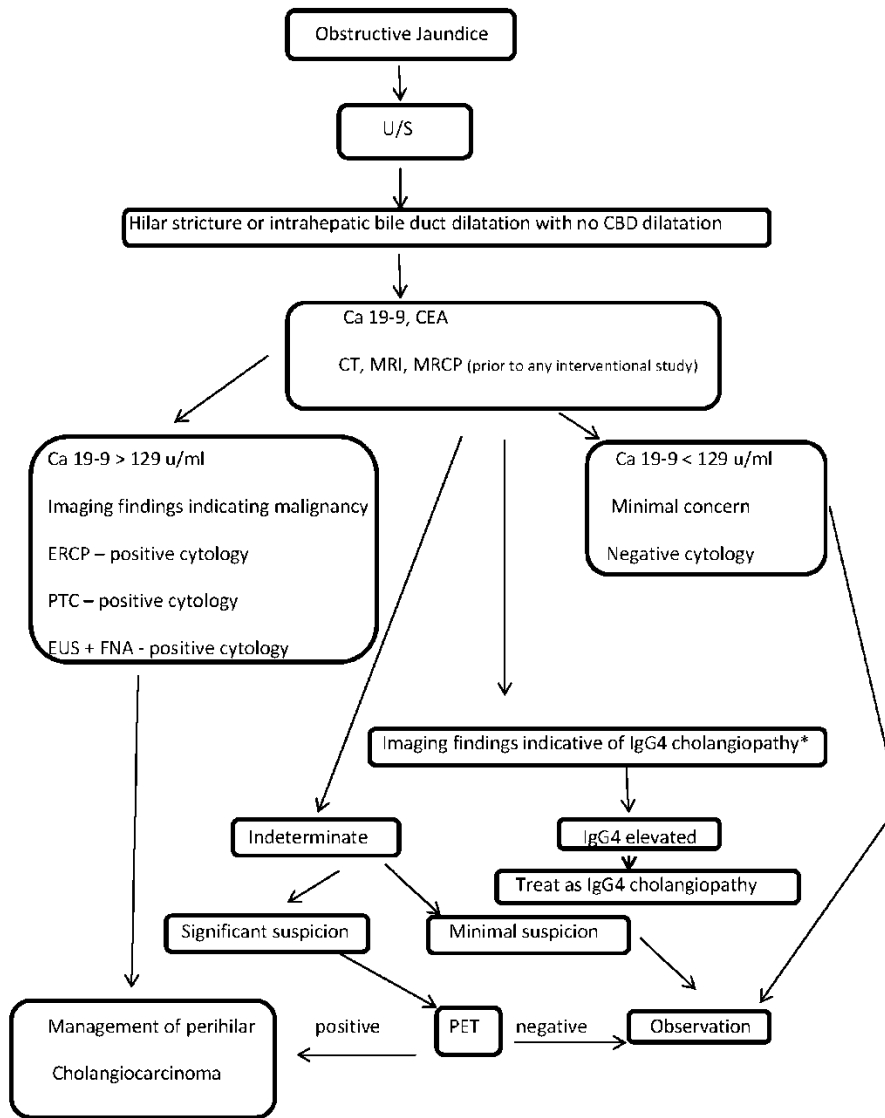 Obstructive Jaundice
U/S
Hilar stricture or intrahepatic bile duct dilatation with no CBD dilatation
Ca 19-9, CEA
CT, MRI, MRCP (prior to any interventional study)
Ca 19-9 > 129 u/ml
Imaging findings indicating malignancy
ERCP – positive cytology
PTC – positive cytology
EUS + FNA - positive cytology
Ca 19-9 < 129 u/ml
Minimal concern
Negative cytology
Imaging findings indicative of IgG4 cholangiopathy*
Indeterminate
IgG4 elevated
Treat as IgG4 cholangiopathy
Significant suspicion
Minimal suspicion
Management of perihilar
Cholangiocarcinoma
positive
PET
negative
Observation